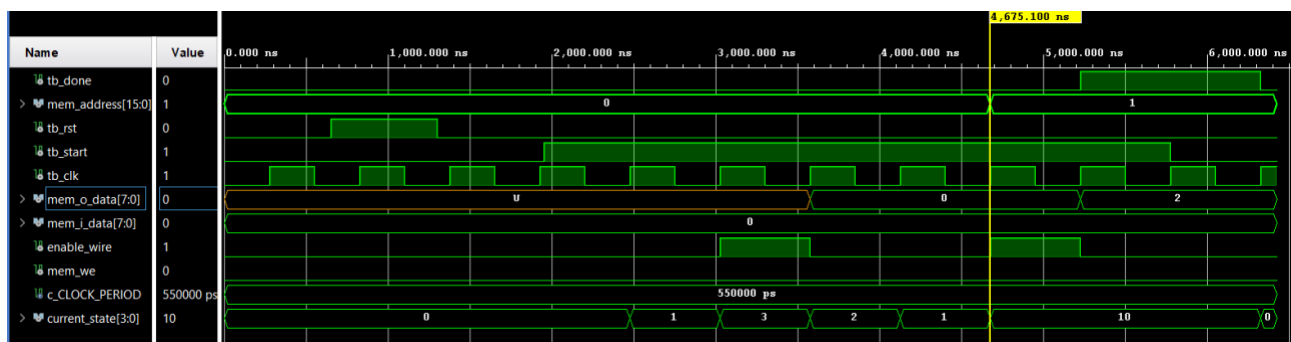 4,675.100 ns
Name Value 0.000 ns 1,000.000 ns 2,000.000 ns 3,000.000 ns 4,000.000 ns 5,000.000 ns 6,000.000 ns
tb_done 0
mem_address[15:0] 1 0 1
tb_rst 0
tb_start 1
tb_clk 1
mem_o_data[7:0] 0 U 0 2
mem_i_data[7:0] 0 0
enable_wire 1
mem_we 0
c_CLOCK_PERIOD 550000 ps 550000 ps
current_state[3:0] 10 0 1 3 2 1 10 0